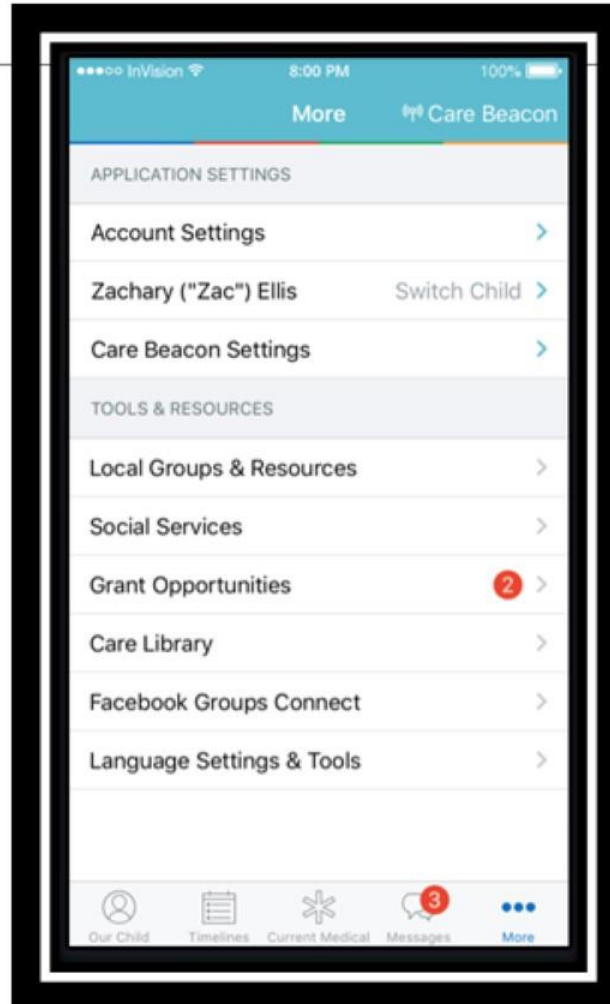 InVision 8:00 PM 100%
More Care Beacon
APPLICATION SETTINGS
Account Settings
Zachary ("Zac") Ellis Switch Child
Care Beacon Settings
TOOLS & RESOURCES
Local Groups & Resources
Social Services
Grant Opportunities 2
Care Library
Facebook Groups Connect
Language Settings & Tools
3
Our Child Timelines Current Medical Messages More